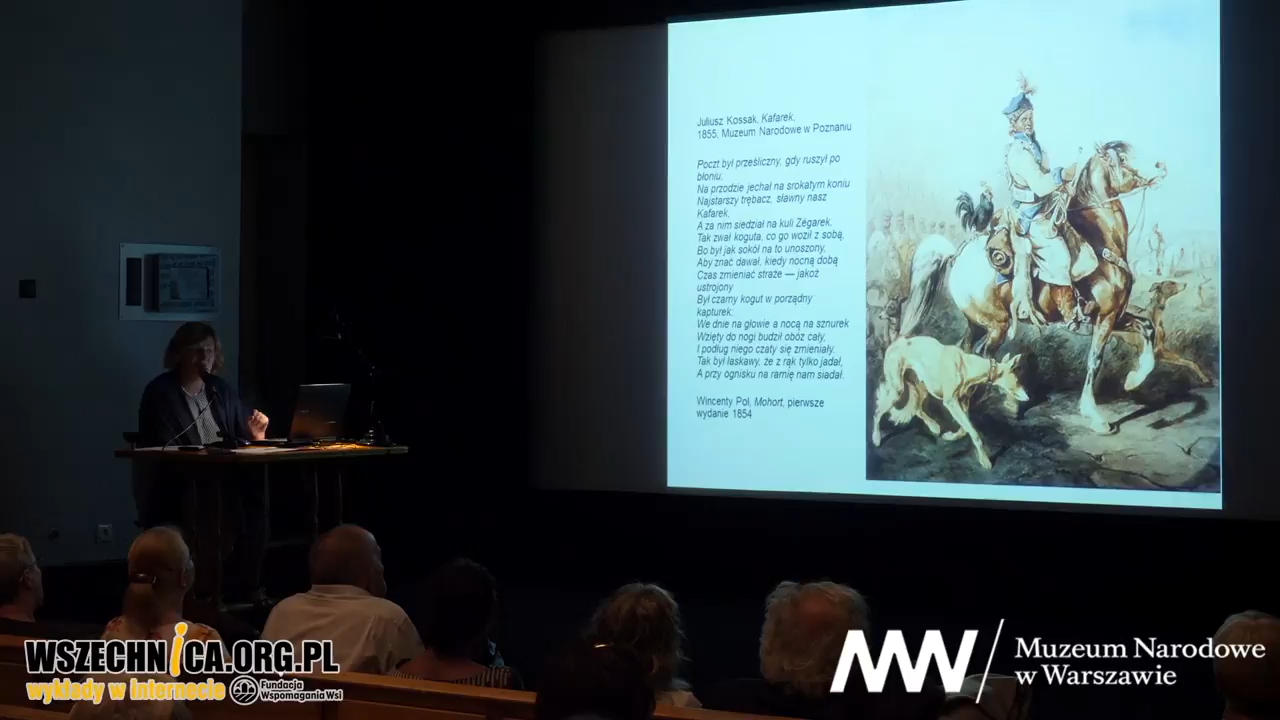 Juliusz Kossak, Kafarek,
1855, Muzeum Narodowe w Poznaniu
Poczt był prześliczny, gdy ruszył po
błoniu;
Na przodzie jechał na srokatym koniu
Najstarszy trębacz, sławny nasz
Kafarek,
A za nim siedział na kuli Zégarek,
Tak zwał koguta, co go woził z sobą,
Bo był jak sokół na to unoszony,
Aby znać dawał, kiedy nocną dobą
Czas zmieniać straże — jakoż
ustrojony
Był czarny kogut w porządny
kapturek:
We dnie na głowie a nocą na sznurek
Wzięty do nogi budził obóz cały,
I podług niego czaty się zmieniały.
Tak był łaskawy, że z rąk tylko jadał,
A przy ognisku na ramię nam siadał.
Wincenty Pol, Mohort, pierwsze
wydanie 1854
WSZECHNICA.ORG.PL
wykłady w internecie
Fundacja
Wspomagania Wsi
Muzeum Narodowe
w Warszawie